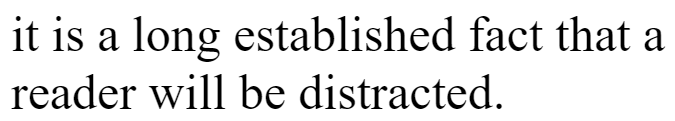 it is a long established fact that a
reader will be distracted.